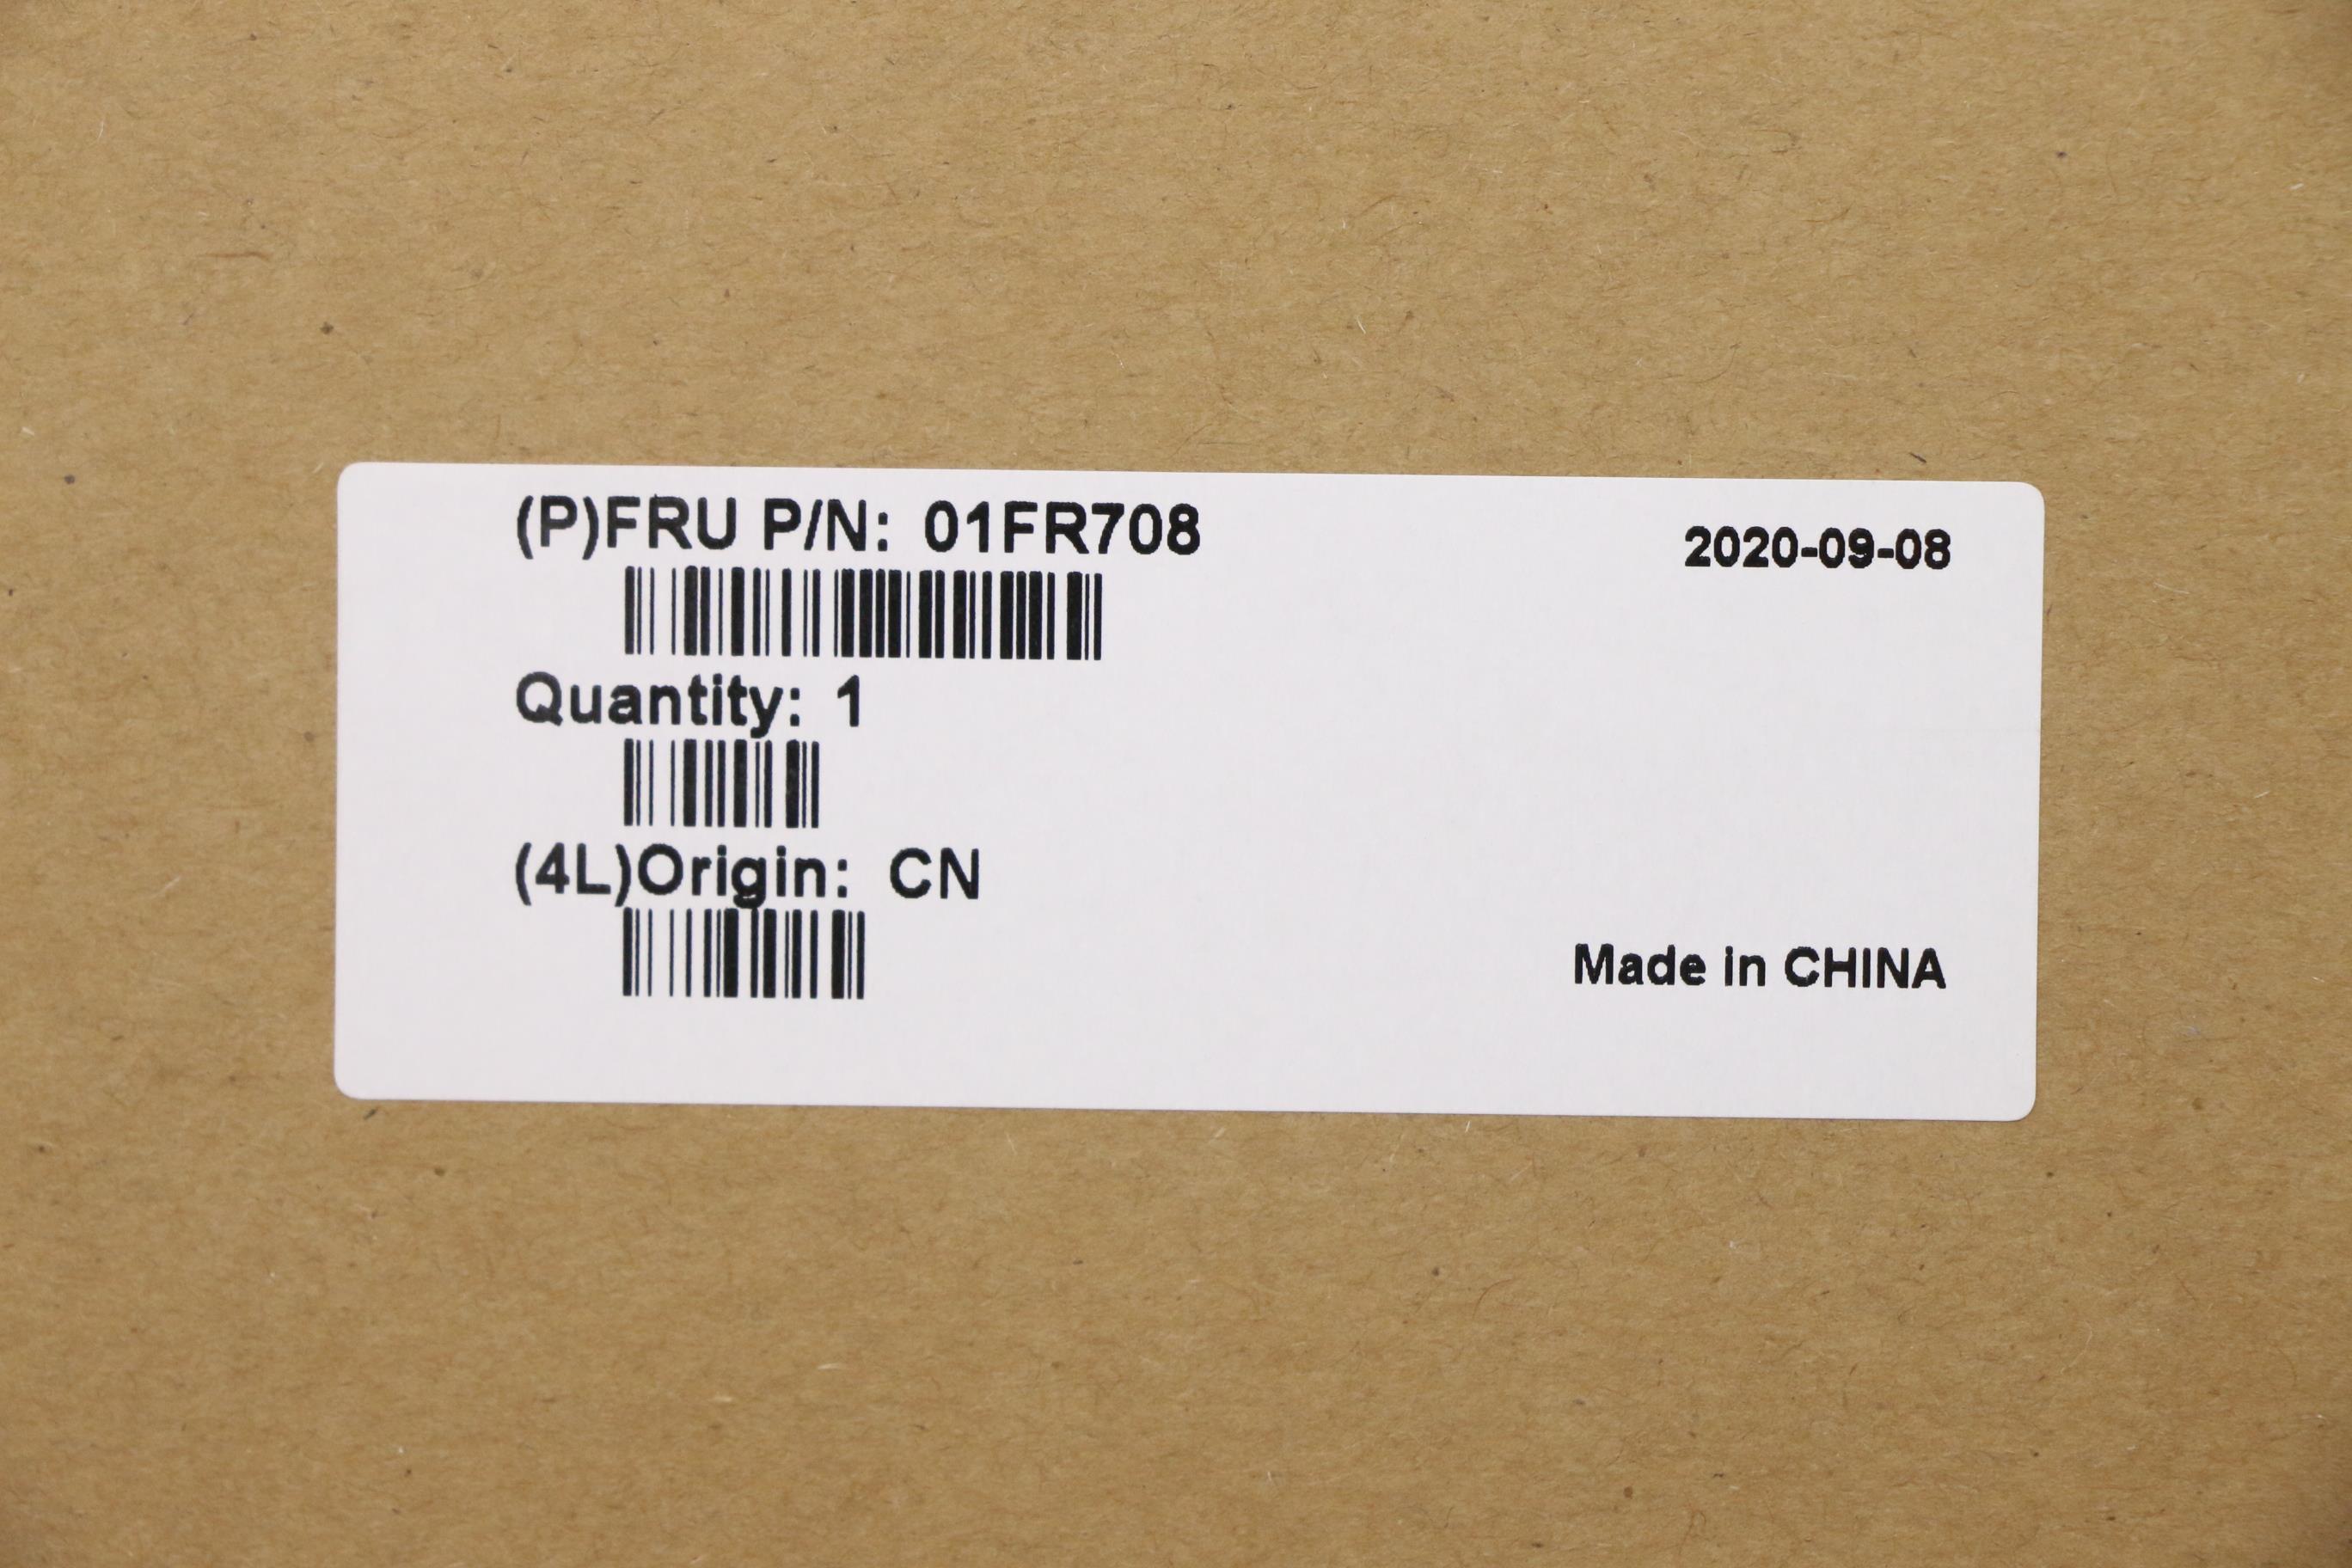 (P)FRU P/N: 01FR708
2020-09-08
Quantity: 1
(4L)Origin: CN
Made in CHINA